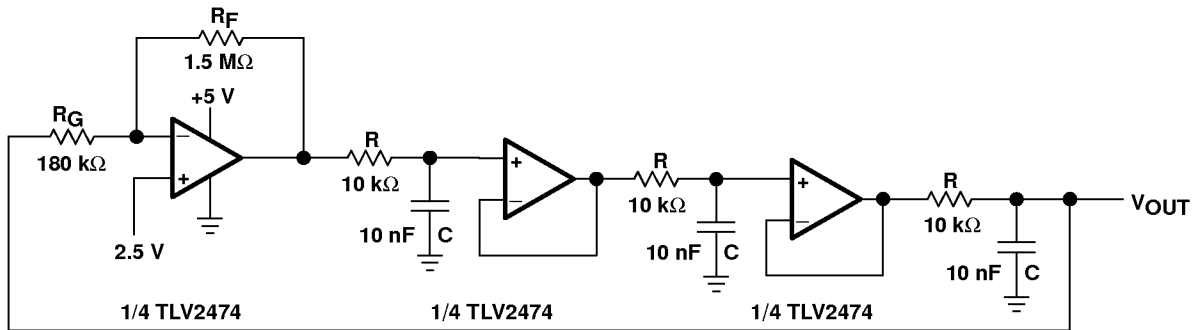 RF
1.5 MΩ
+5 V
RG
180 kΩ
−
+
2.5 V
R
10 kΩ
10 nF C
+
−
R
10 kΩ
10 nF C
+
−
R
10 kΩ
10 nF C
VOUT
1/4 TLV2474
1/4 TLV2474
1/4 TLV2474